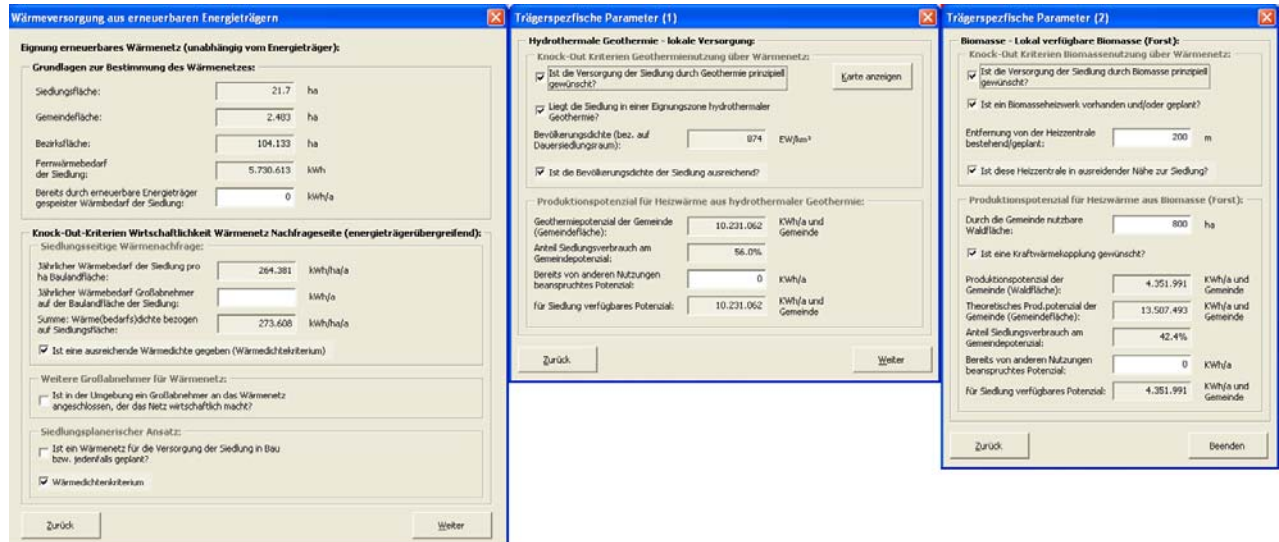 Wärmeversorgung aus erneuerbaren Energieträgern
Eignung erneuerbares Wärmenetz (unabhängig vom Energieträger):
Grundlagen zur Bestimmung des Wärmenetzes:
Siedlungsfläche: 21.7 ha
Gemeindefläche: 2.483 ha
Bezirksfläche: 104.133 ha
Fernwärmebedarf
der Siedlung: 5.730.613 kWh
Bereits durch erneuerbare Energieträger
gespeister Wärmbedarf der Siedlung: 0 kWh/a
Knock-Out-Kriterien Wirtschaftlichkeit Wärmenetz Nachfrageseite (energieträgerübergreifend):
Siedlungsseitige Wärmenachfrage:
Jährlicher Wärmebedarf der Siedlung pro
ha Baulandfläche: 264.381 kWh/ha/a
Jährlicher Wärmebedarf Großabnehmer
auf der Baulandfläche der Siedlung: kWh/a
Summe: Wärme(bedarfs)dichte bezogen
auf Siedlungsfläche: 273.608 kWh/ha/a
Ist eine ausreichende Wärmedichte gegeben (Wärmedichtekriterium)
Weitere Großabnehmer für Wärmenetz:
Ist in der Umgebung ein Großabnehmer an das Wärmenetz
angeschlossen, der das Netz wirtschaftlich macht?
Siedlungsplanerischer Ansatz:
Ist ein Wärmenetz für die Versorgung der Siedlung in Bau
bzw. jedenfalls geplant?
Wärmedichtenkriterium
Zurück Weiter
Trägerspezfische Parameter (1)
Hydrothermale Geothermie - lokale Versorgung:
Knock-Out Kriterien Geothermienutzung über Wärmenetz:
Ist die Versorgung der Siedlung durch Geothermie prinzipiell
gewünscht?
Karte anzeigen
Liegt die Siedlung in einer Eignungszone hydrothermaler
Geothermie?
Bevölkerungsdichte (bez. auf
Dauersiedlungsraum): 874 EW/km²
Ist die Bevölkerungsdichte der Siedlung ausreichend?
Produktionspotenzial für Heizwärme aus hydrothermaler Geothermie:
Geothermiepotenzial der Gemeinde
(Gemeindefläche): 10.231.062 KWh/a und
Gemeinde
Anteil Siedlungsverbrauch am
Gemeindepotenzial: 56.0%
Bereits von anderen Nutzungen
beanspruchtes Potenzial: 0 KWh/a
für Siedlung verfügbares Potenzial: 10.231.062 KWh/a und
Gemeinde
Zurück Weiter
Trägerspezfische Parameter (2)
Biomasse - Lokal verfügbare Biomasse (Forst):
Knock-Out Kriterien Biomassenutzung über Wärmenetz:
Ist die Versorgung der Siedlung durch Biomasse prinzipiell
gewünscht?
Ist ein Biomasseheizwerk vorhanden und/oder geplant?
Entfernung von der Heizzentrale
bestehend/geplant: 200 m
Ist diese Heizzentrale in ausreidender Nähe zur Siedlung?
Produktionspotenzial für Heizwärme aus Biomasse (Forst):
Durch die Gemeinde nutzbare
Waldfläche: 800 ha
Ist eine Kraftwärmekopplung gewünscht?
Produktionspotenzial der
Gemeinde (Waldfläche): 4.351.991 KWh/a und
Gemeinde
Theoretisches Prod.potenzial der
Gemeinde (Gemeindefläche): 13.507.493 KWh/a und
Gemeinde
Anteil Siedlungsverbrauch am
Gemeindepotenzial: 42.4%
Bereits von anderen Nutzungen
beanspruchtes Potenzial: 0 KWh/a
für Siedlung verfügbares Potenzial: 4.351.991 KWh/a und
Gemeinde
Zurück Beenden